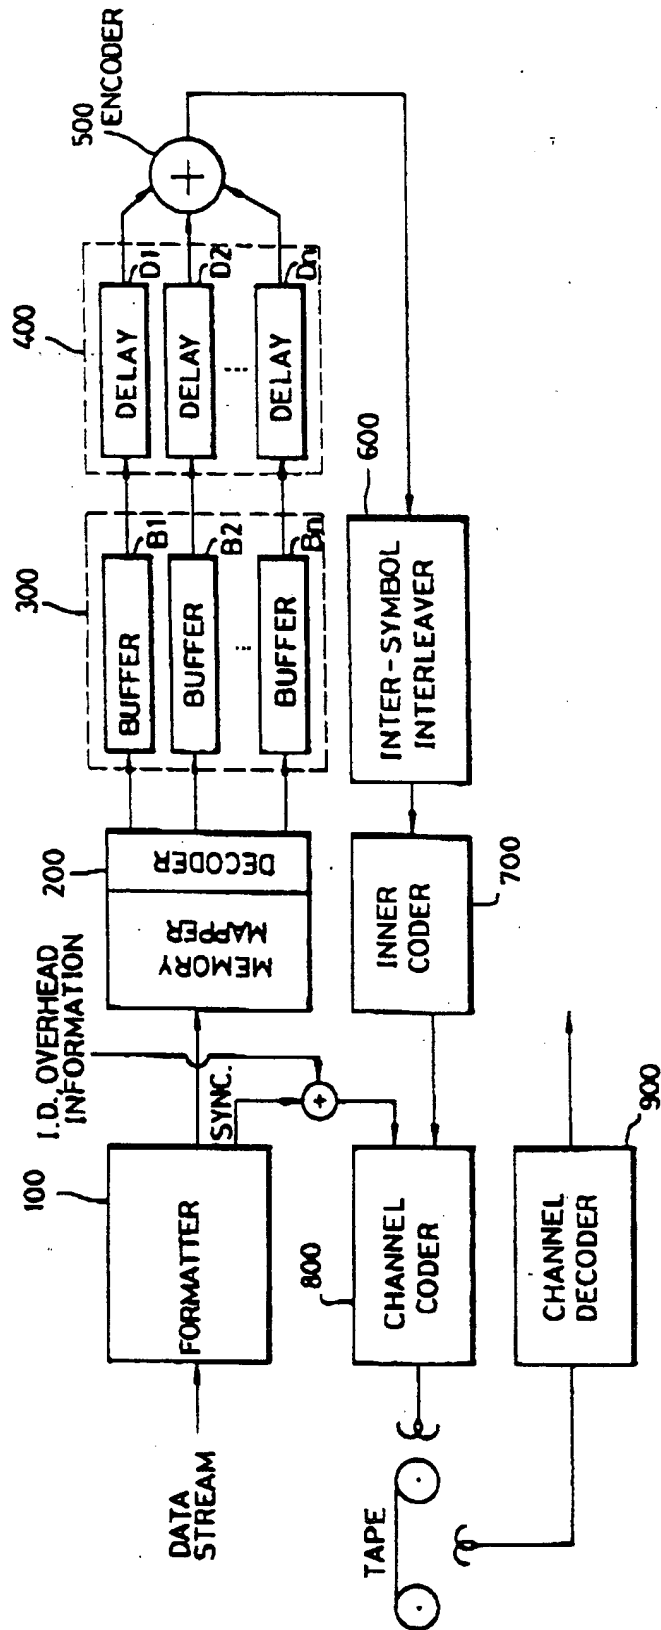 DATA
STREAM
100
FORMATTER
I.D., OVERHEAD
INFORMATION
SYNC.
+
200
MEMORY
MAPPER
DECODER
300
BUFFER
B1
BUFFER
B2
...
BUFFER
Bn
400
DELAY
D1
DELAY
D2
...
DELAY
Dn
500
ENCODER
+
600
INTER-SYMBOL
INTERLEAVER
INNER
CODER
700
800
CHANNEL
CODER
TAPE
CHANNEL
DECODER
900